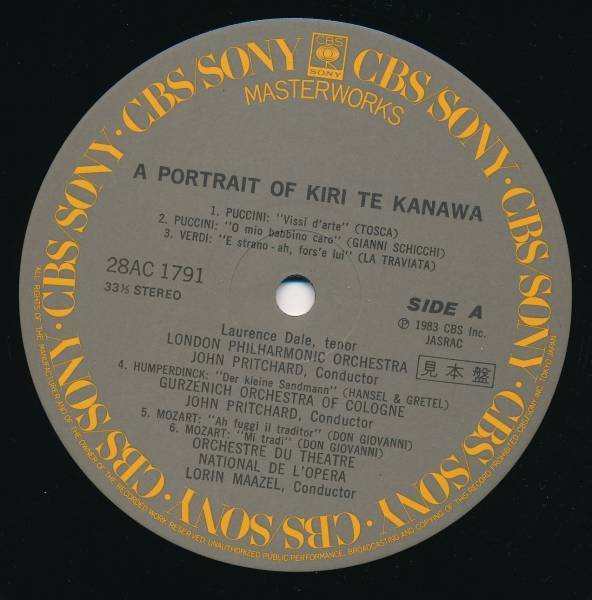 CBS/SONY · CBS/SONY · CBS/SONY · CBS/SONY · CBS/SONY · CBS/SONY · CBS/SONY
CBS
SONY
MASTERWORKS
A PORTRAIT OF KIRI TE KANAWA
1. PUCCINI: "Vissi d'arte" (TOSCA)
2. PUCCINI: "O mio babbino caro" (GIANNI SCHICCHI)
3. VERDI: "E strano - ah, fors'e lui" (LA TRAVIATA)
28AC 1791
33⅓ STEREO
SIDE A
Ⓟ 1983 CBS Inc.
JASRAC
Laurence Dale, tenor
LONDON PHILHARMONIC ORCHESTRA
JOHN PRITCHARD, Conductor
見本盤
4. HUMPERDINCK: "Der kleine Sandmann" (HANSEL & GRETEL)
GURZENICH ORCHESTRA OF COLOGNE
JOHN PRITCHARD, Conductor
5. MOZART: "Ah fuggi il traditor" (DON GIOVANNI)
6. MOZART: "Mi tradi" (DON GIOVANNI)
ORCHESTRE DU THEATRE
NATIONAL DE L'OPERA
LORIN MAAZEL, Conductor
ALL RIGHTS OF THE MANUFACTURER AND OF THE OWNER OF THE RECORDED WORK RESERVED. UNAUTHORIZED PUBLIC PERFORMANCE, BROADCASTING AND COPYING OF THIS RECORD PROHIBITED. CBS/SONY INC. TOKYO JAPAN